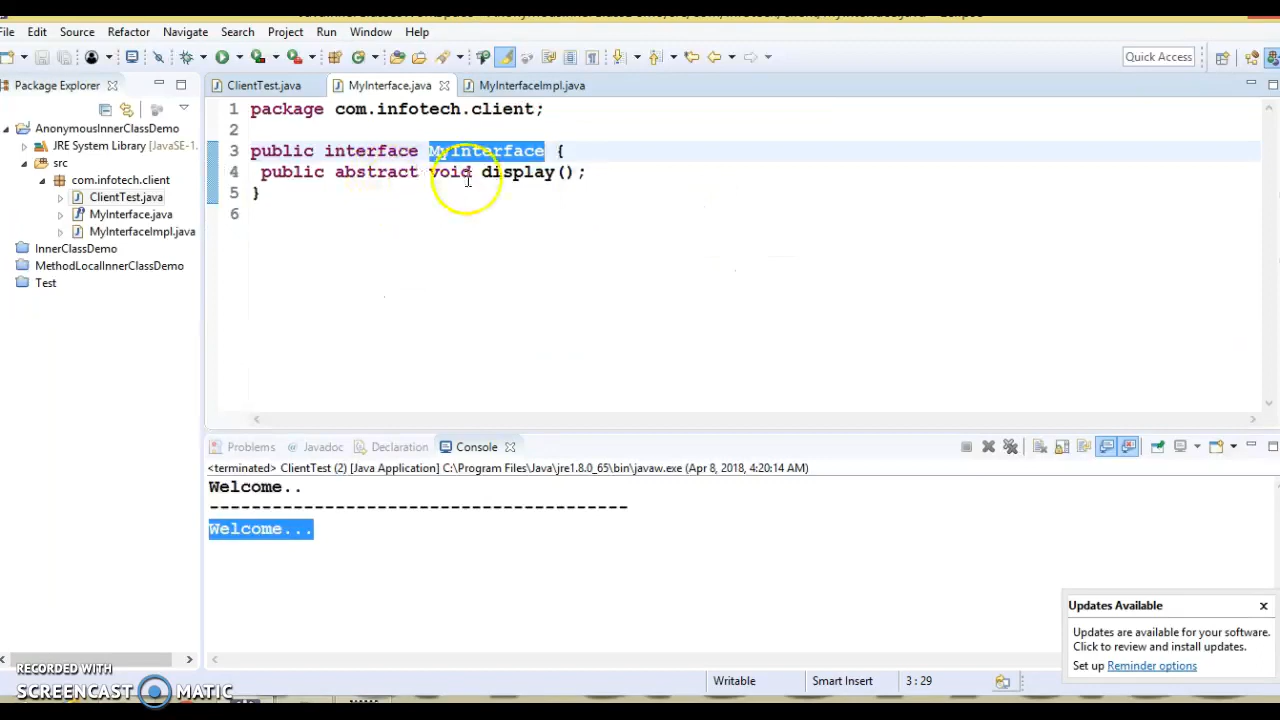 File Edit Source Refactor Navigate Search Project Run Window Help
Quick Access
Package Explorer
ClientTest.java MyInterface.java MyInterfaceImpl.java
AnonymousInnerClassDemo
JRE System Library [JavaSE-1.
src
com.infotech.client
ClientTest.java
MyInterface.java
MyInterfaceImpl.java
InnerClassDemo
MethodLocalInnerClassDemo
Test
1 package com.infotech.client;
2
3 public interface MyInterface {
4 public abstract void display();
5 }
6
Problems @ Javadoc Declaration Console
<terminated> ClientTest (2) [Java Application] C:\Program Files\Java\jre1.8.0_65\bin\javaw.exe (Apr 8, 2018, 4:20:14 AM)
Welcome..
----------------------------------------
Welcome...
Updates Available
Updates are available for your software.
Click to review and install updates.
Set up Reminder options
Writable Smart Insert 3 : 29
RECORDED WITH
SCREENCAST MATIC